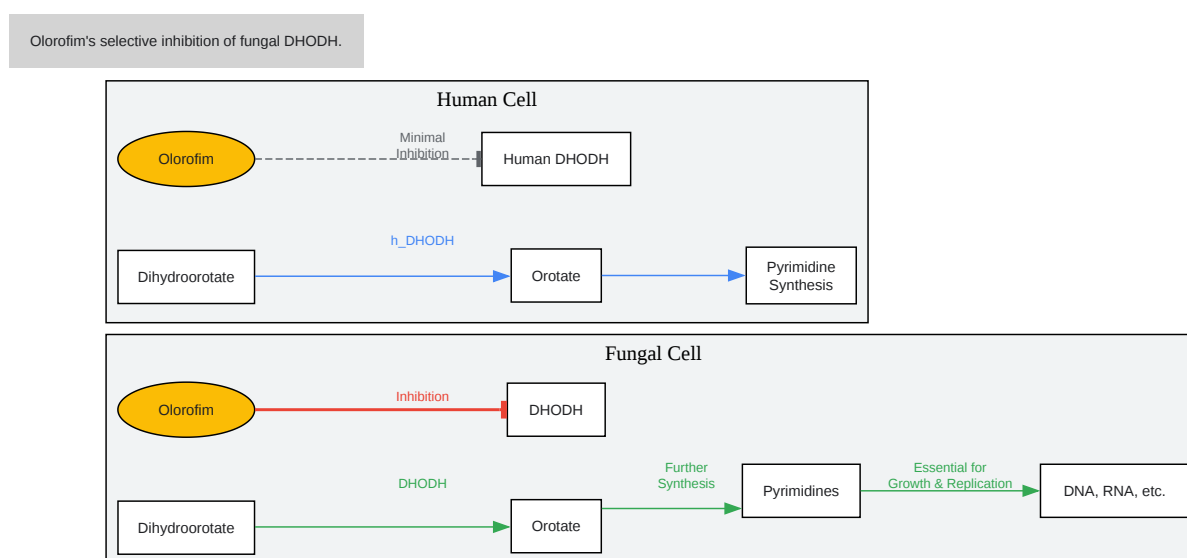 Olorofim's selective inhibition of fungal DHODH.
Human Cell
Olorofim
Minimal
Inhibition
Human DHODH
h_DHODH
Dihydroorotate
Orotate
Pyrimidine
Synthesis
Fungal Cell
Olorofim
Inhibition
DHODH
DHODH
Further
Synthesis
Pyrimidines
Essential for
Growth & Replication
DNA, RNA, etc.
Dihydroorotate
Orotate